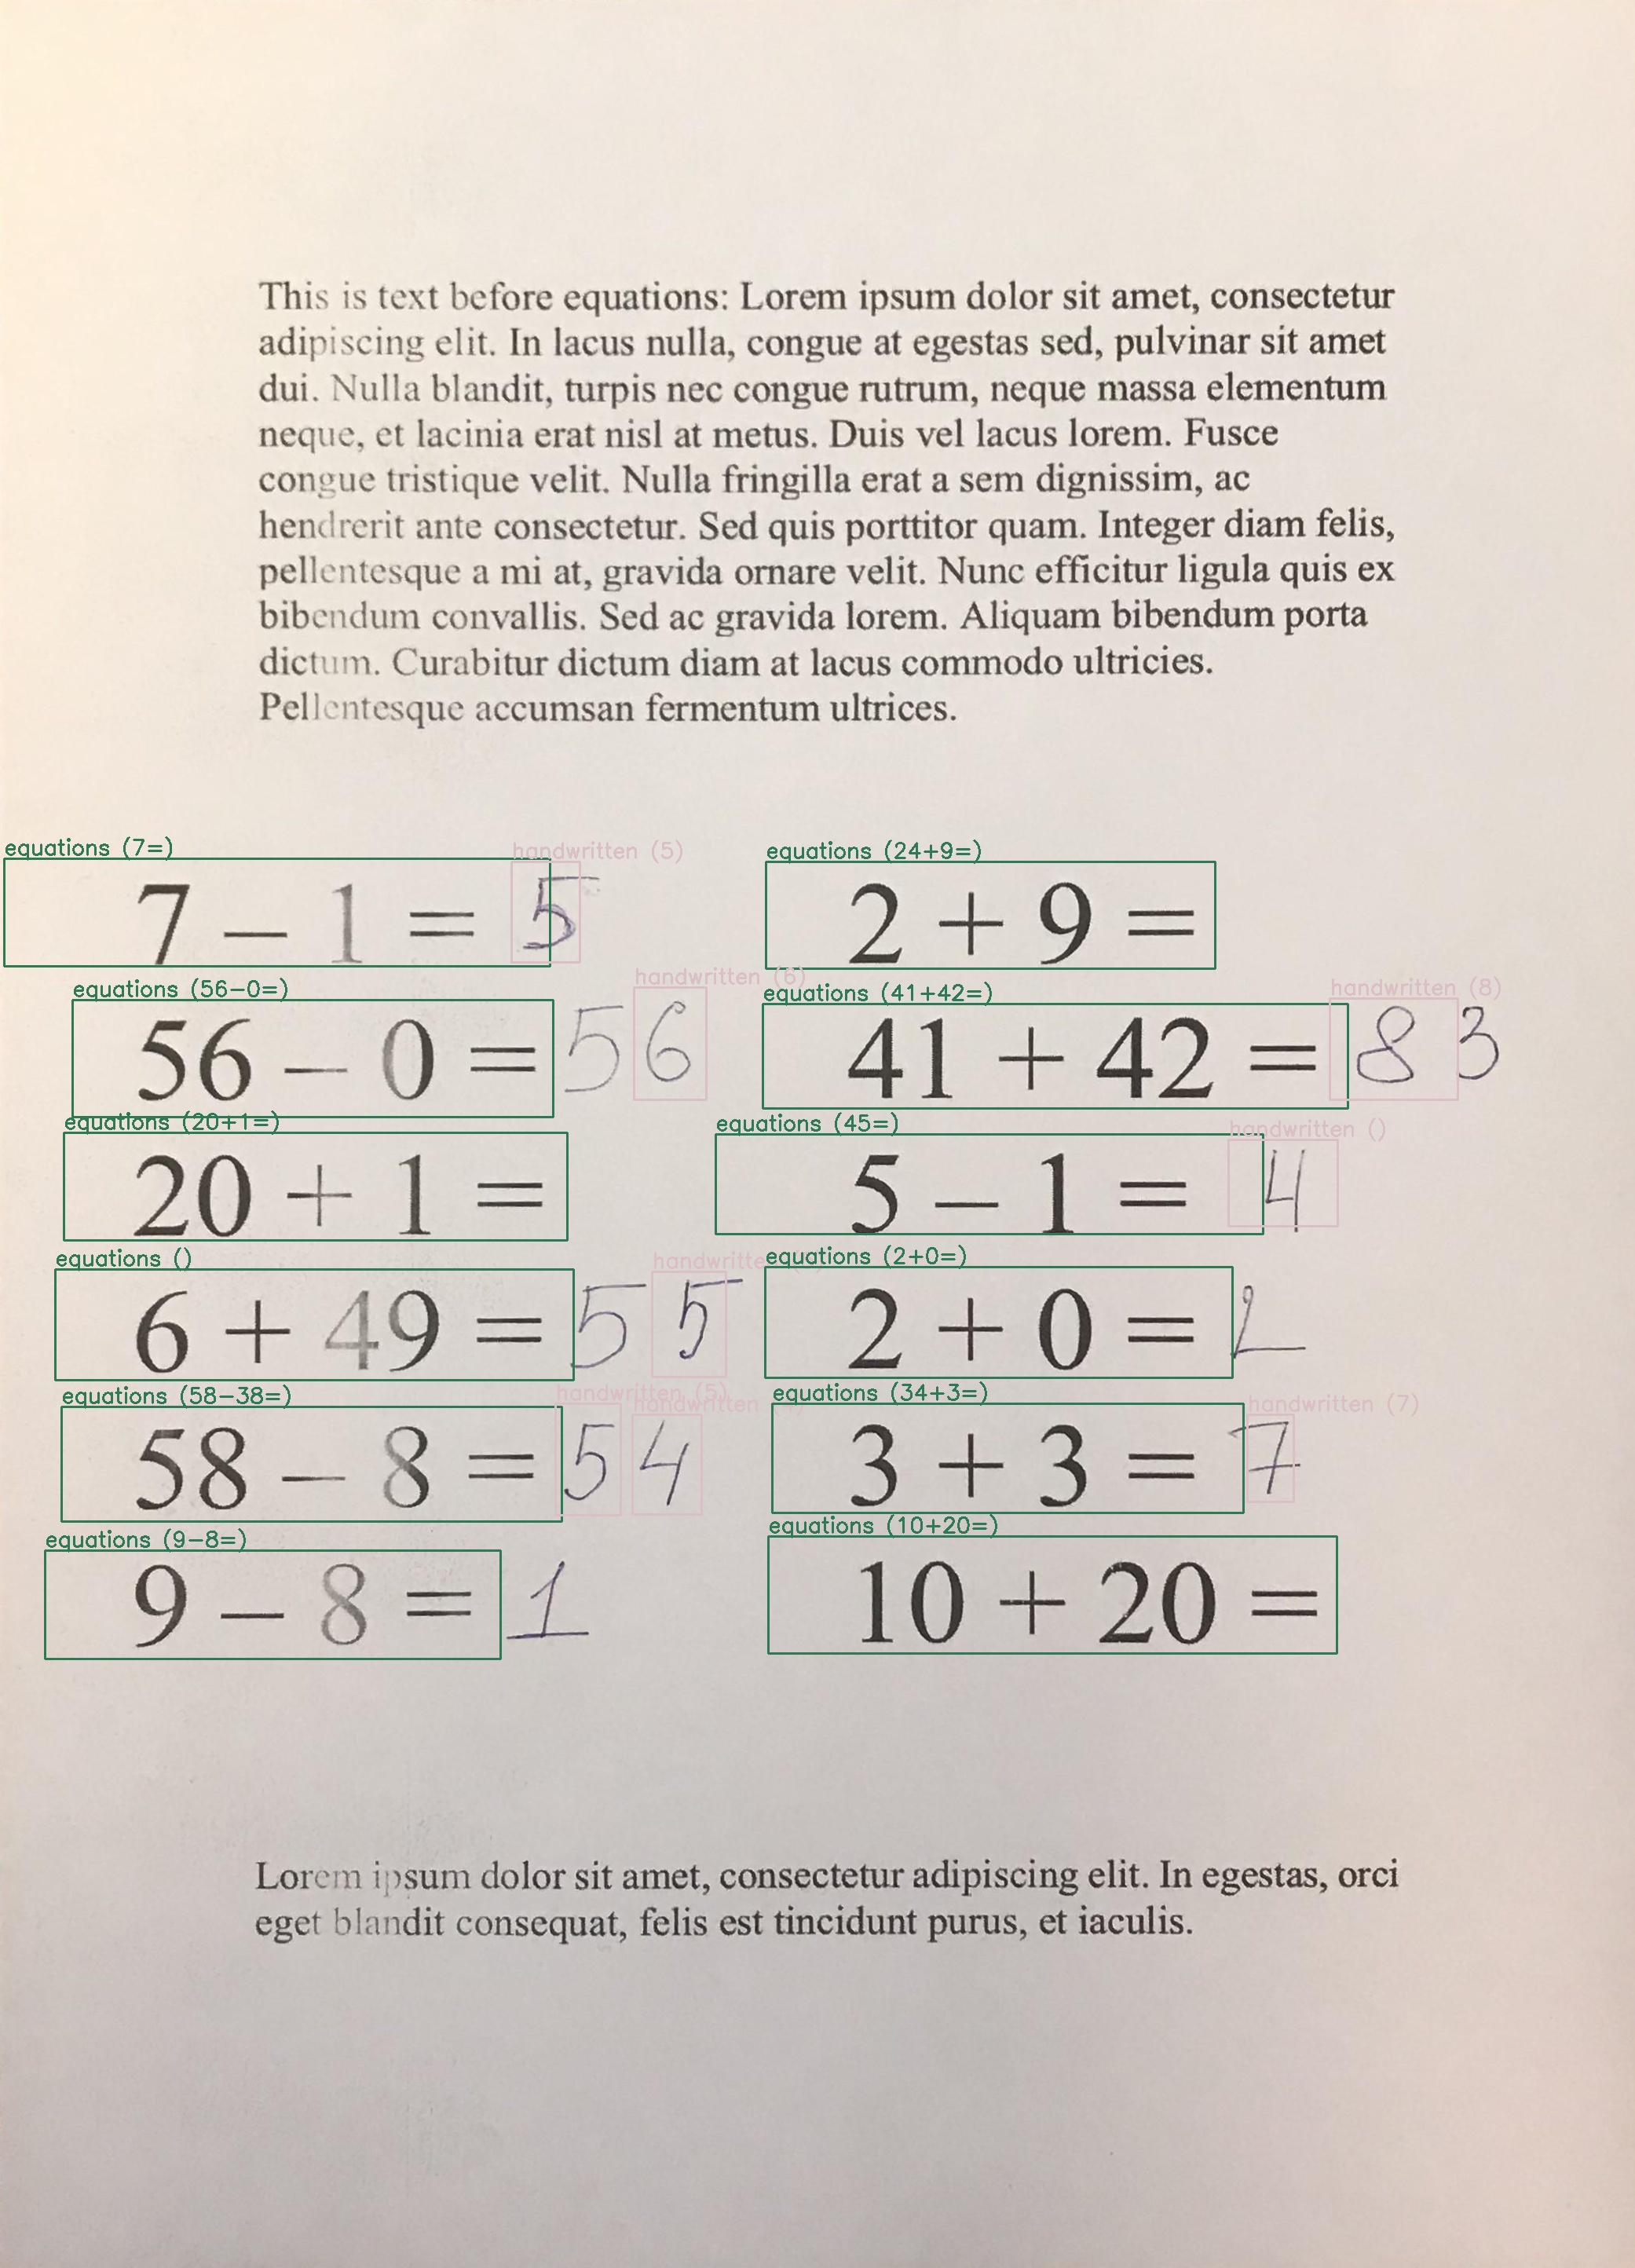 This is text before equations: Lorem ipsum dolor sit amet, consectetur
adipiscing elit. In lacus nulla, congue at egestas sed, pulvinar sit amet
dui. Nulla blandit, turpis nec congue rutrum, neque massa elementum
neque, et lacinia erat nisl at metus. Duis vel lacus lorem. Fusce
congue tristique velit. Nulla fringilla erat a sem dignissim, ac
hendrerit ante consectetur. Sed quis porttitor quam. Integer diam felis,
pellentesque a mi at, gravida ornare velit. Nunc efficitur ligula quis ex
bibendum convallis. Sed ac gravida lorem. Aliquam bibendum porta
dictum. Curabitur dictum diam at lacus commodo ultricies.
Pellentesque accumsan fermentum ultrices.
equations (7=) handwritten (5) equations (24+9=)
7 – 1 = 5 2 + 9 =
equations (56-0=) handwritten (6) equations (41+42=) handwritten (8)
56 – 0 = 56 41 + 42 = 83
equations (20+1=) equations (45=) handwritten ()
20 + 1 = 5 – 1 = 4
equations () handwritte equations (2+0=)
6 + 49 = 55 2 + 0 = 2
equations (58-38=) handwritten (5) handwritten equations (34+3=) handwritten (7)
58 – 8 = 54 3 + 3 = 7
equations (9-8=) equations (10+20=)
9 – 8 = 1 10 + 20 =
Lorem ipsum dolor sit amet, consectetur adipiscing elit. In egestas, orci
eget blandit consequat, felis est tincidunt purus, et iaculis.